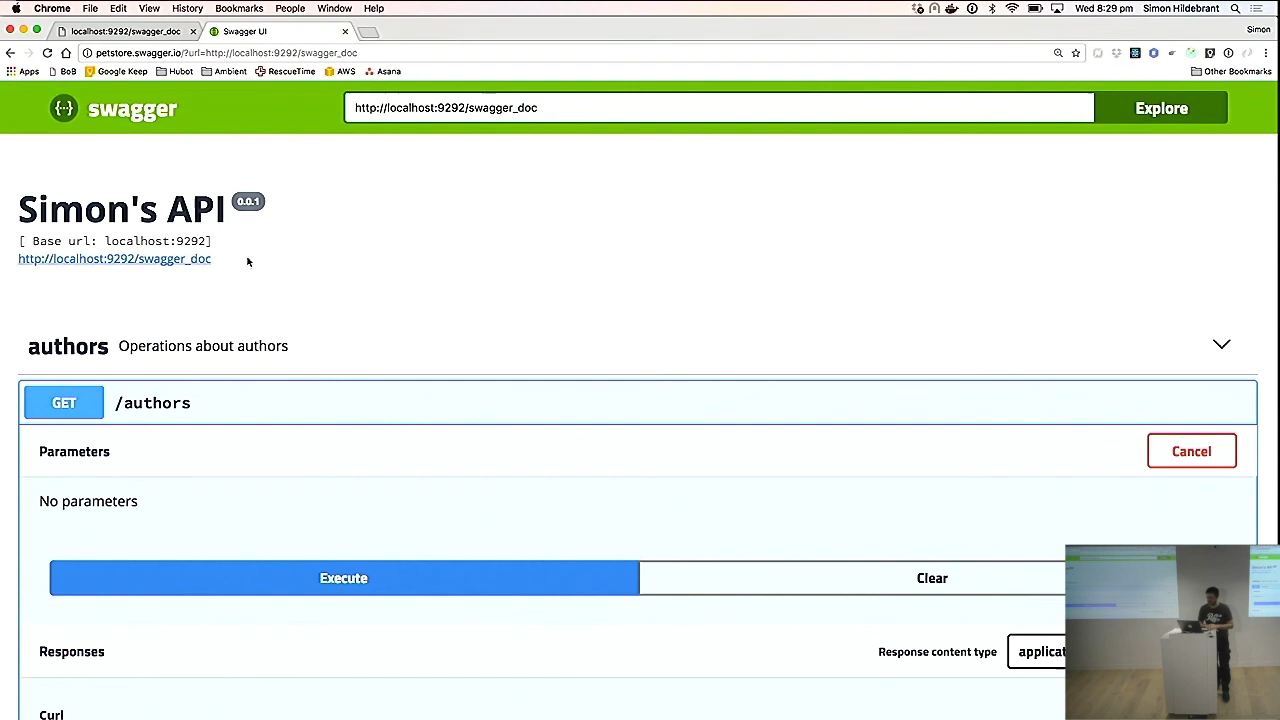 Chrome File Edit View History Bookmarks People Window Help Wed 8:29 pm Simon Hildebrant
localhost:9292/swagger_doc Swagger UI Simon
petstore.swagger.io/?url=http://localhost:9292/swagger_doc
Apps BoB Google Keep Hubot Ambient RescueTime AWS Asana Other Bookmarks
{···} swagger http://localhost:9292/swagger_doc Explore
Simon's API 0.0.1
[ Base url: localhost:9292]
http://localhost:9292/swagger_doc
authors Operations about authors
GET /authors
Parameters Cancel
No parameters
Execute Clear
Responses Response content type applicat
Curl